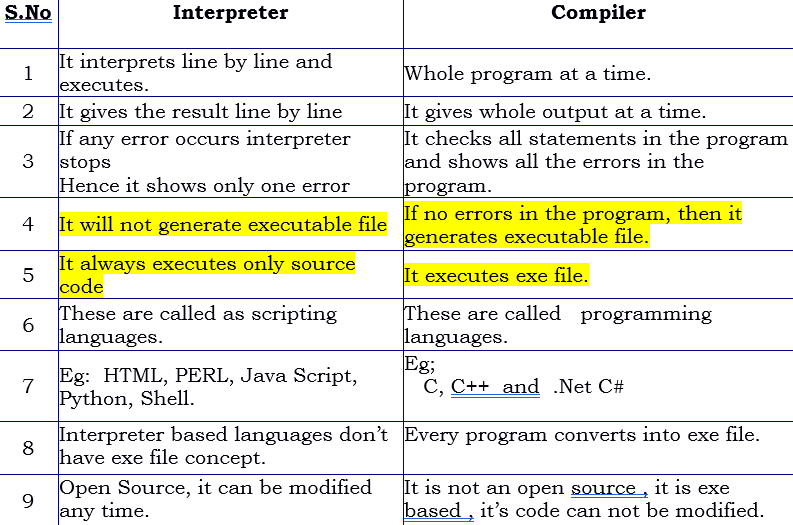 S.No Interpreter Compiler
1 It interprets line by line and executes. Whole program at a time.
2 It gives the result line by line It gives whole output at a time.
3 If any error occurs interpreter stops Hence it shows only one error It checks all statements in the program and shows all the errors in the program.
4 It will not generate executable file If no errors in the program, then it generates executable file.
5 It always executes only source code It executes exe file.
6 These are called as scripting languages. These are called programming languages.
7 Eg: HTML, PERL, Java Script, Python, Shell. Eg; C, C++ and .Net C#
8 Interpreter based languages don’t have exe file concept. Every program converts into exe file.
9 Open Source, it can be modified any time. It is not an open source , it is exe based , it’s code can not be modified.